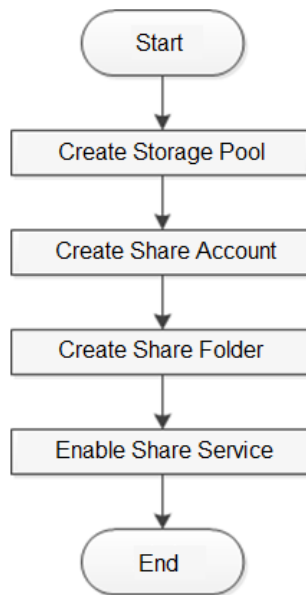 Start
Create Storage Pool
Create Share Account
Create Share Folder
Enable Share Service
End